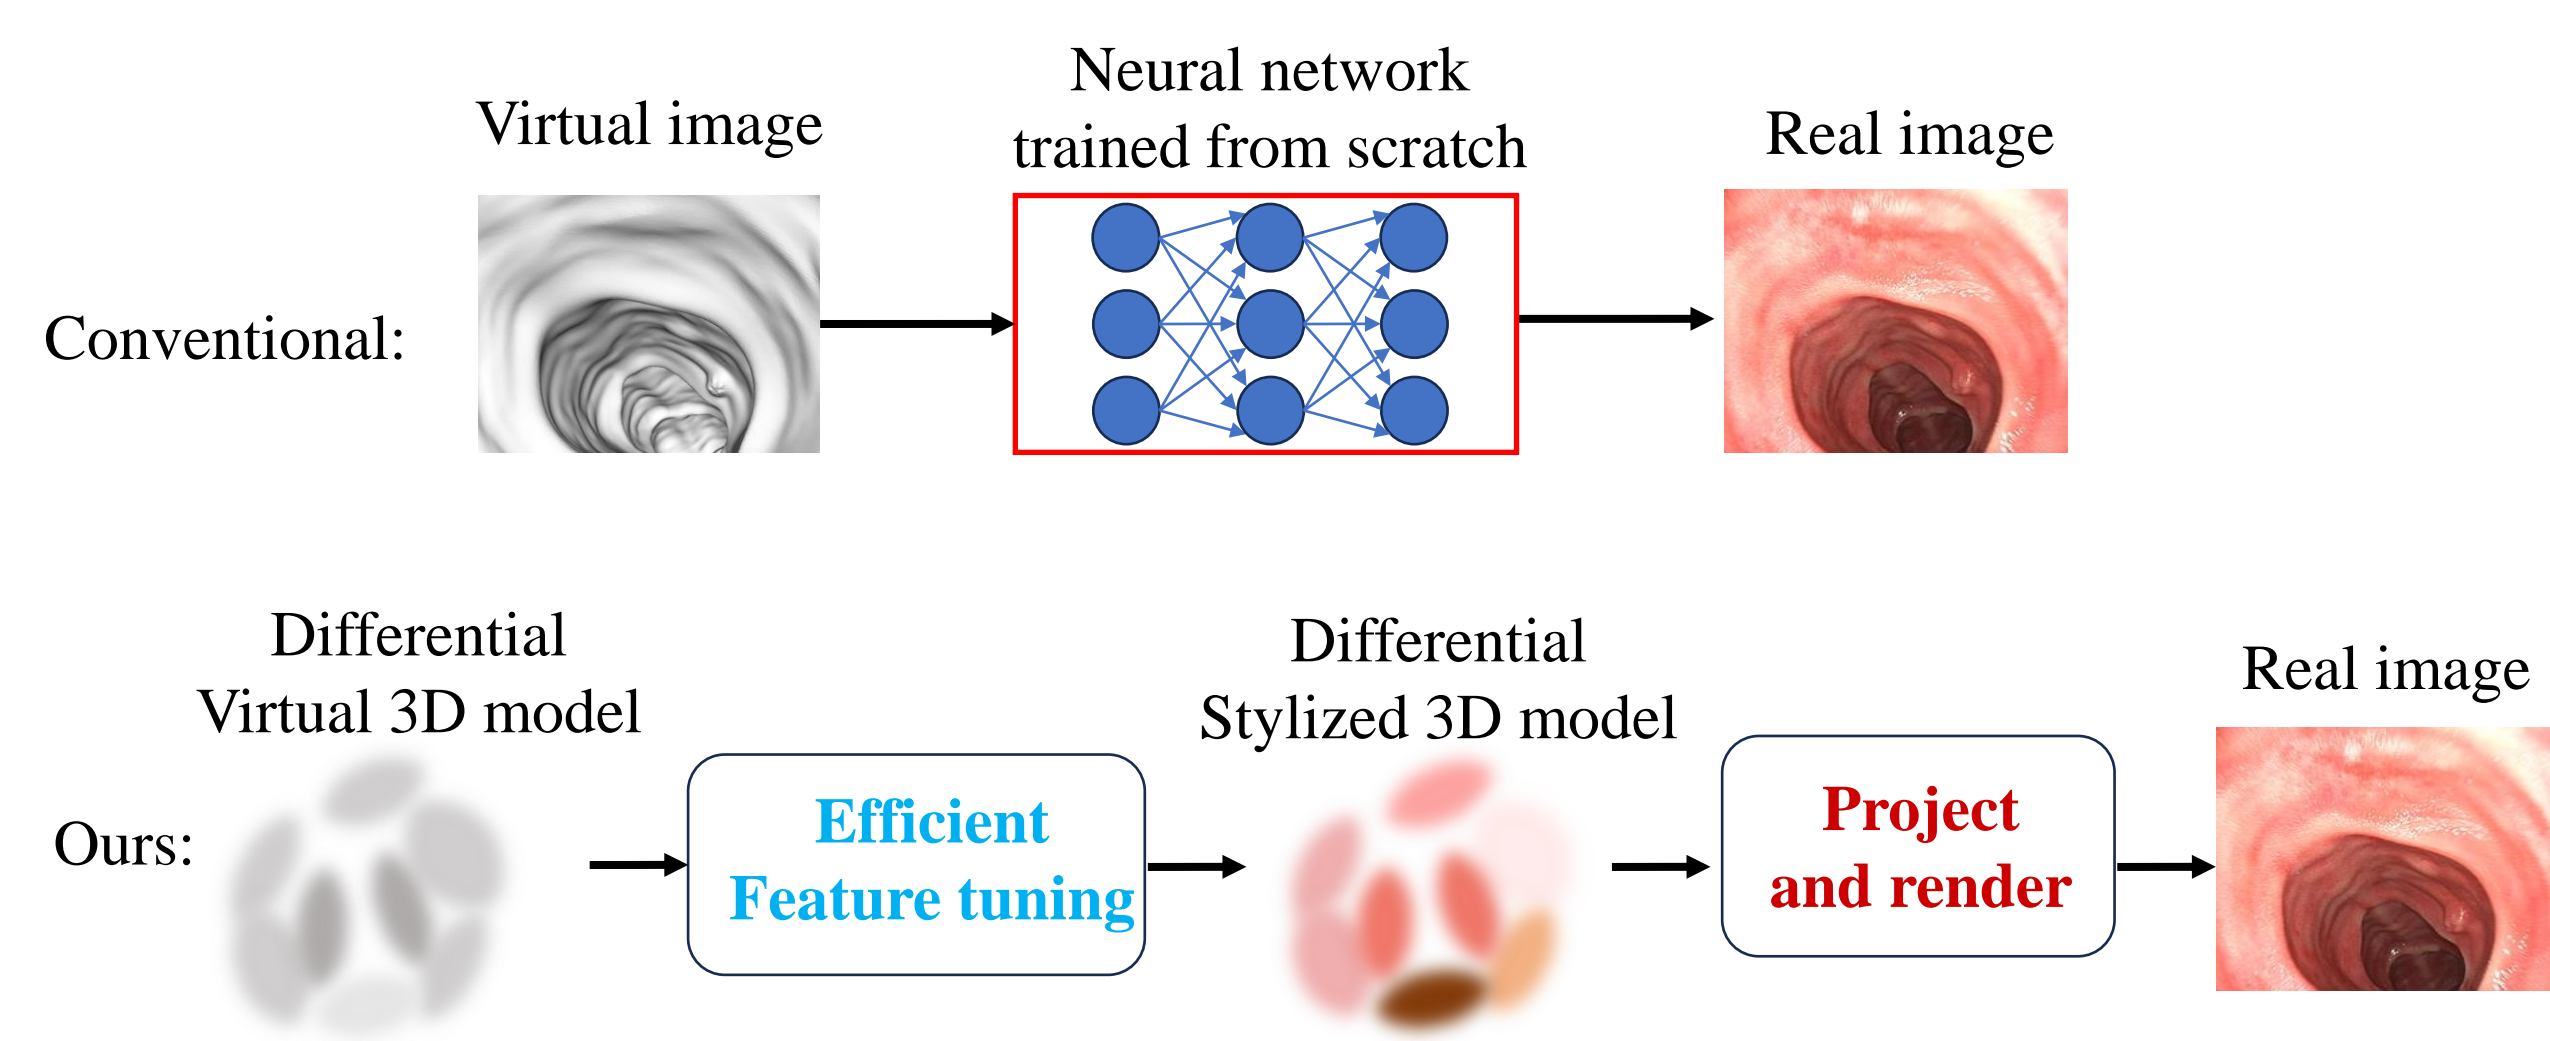 Neural network
trained from scratch
Virtual image
Real image
Conventional:
Differential
Virtual 3D model
Differential
Stylized 3D model
Real image
Ours:
Efficient
Feature tuning
Project
and render